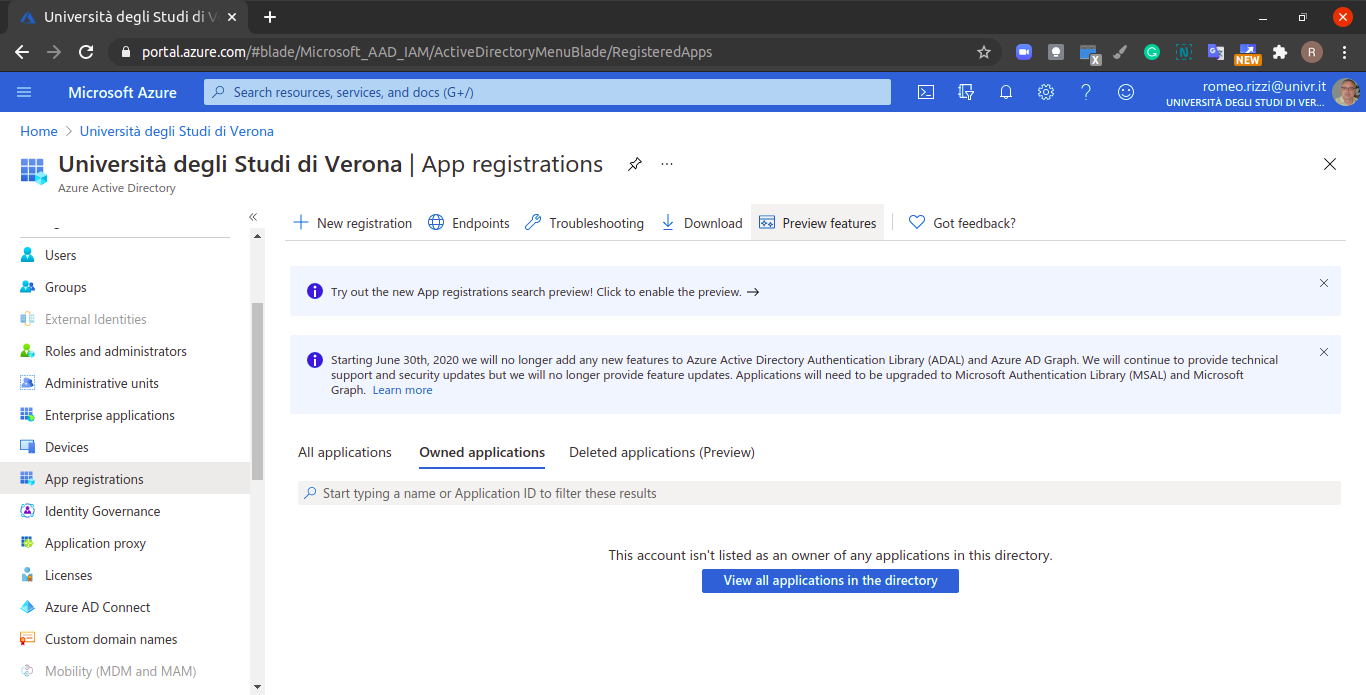 Università degli Studi di V
portal.azure.com/#blade/Microsoft_AAD_IAM/ActiveDirectoryMenuBlade/RegisteredApps
X
N
G
NEW
R
Microsoft Azure
Search resources, services, and docs (G+/)
romeo.rizzi@univr.it
UNIVERSITÀ DEGLI STUDI DI VER...
Home > Università degli Studi di Verona
Università degli Studi di Verona | App registrations
Azure Active Directory
Users
Groups
External Identities
Roles and administrators
Administrative units
Enterprise applications
Devices
App registrations
Identity Governance
Application proxy
Licenses
Azure AD Connect
Custom domain names
Mobility (MDM and MAM)
New registration
Endpoints
Troubleshooting
Download
Preview features
Got feedback?
Try out the new App registrations search preview! Click to enable the preview. →
Starting June 30th, 2020 we will no longer add any new features to Azure Active Directory Authentication Library (ADAL) and Azure AD Graph. We will continue to provide technical
support and security updates but we will no longer provide feature updates. Applications will need to be upgraded to Microsoft Authentication Library (MSAL) and Microsoft
Graph. Learn more
All applications
Owned applications
Deleted applications (Preview)
Start typing a name or Application ID to filter these results
This account isn't listed as an owner of any applications in this directory.
View all applications in the directory